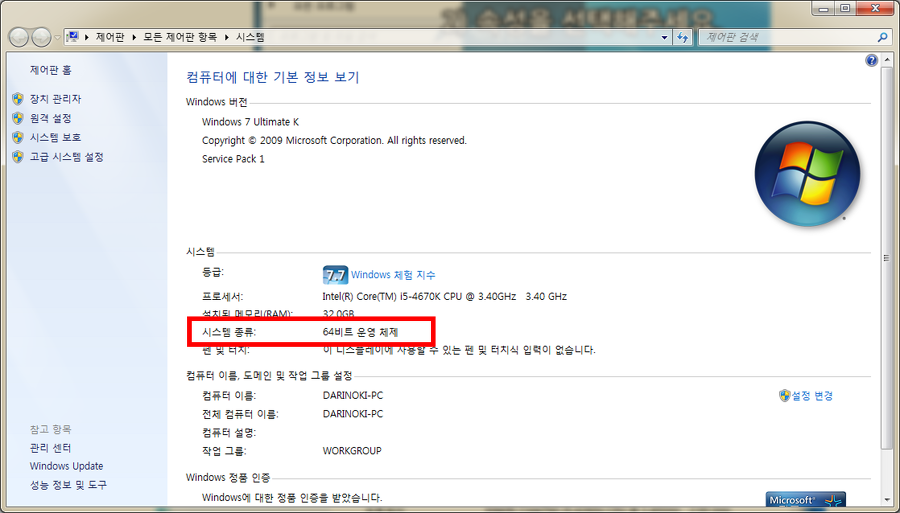 순서을 선택해주세요.
제어판 ▸ 모든 제어판 항목 ▸ 시스템
제어판 검색
제어판 홈
장치 관리자
원격 설정
시스템 보호
고급 시스템 설정
컴퓨터에 대한 기본 정보 보기
Windows 버전
Windows 7 Ultimate K
Copyright © 2009 Microsoft Corporation. All rights reserved.
Service Pack 1
시스템
등급: 7.7 Windows 체험 지수
프로세서: Intel(R) Core(TM) i5-4670K CPU @ 3.40GHz 3.40 GHz
설치된 메모리(RAM): 32.0GB
시스템 종류: 64비트 운영 체제
펜 및 터치: 이 디스플레이에 사용할 수 있는 펜 및 터치식 입력이 없습니다.
컴퓨터 이름, 도메인 및 작업 그룹 설정
컴퓨터 이름: DARINOKI-PC
설정 변경
전체 컴퓨터 이름: DARINOKI-PC
컴퓨터 설명:
작업 그룹: WORKGROUP
Windows 정품 인증
Windows에 대한 정품 인증을 받았습니다.
Microsoft®
참고 항목
관리 센터
Windows Update
성능 정보 및 도구